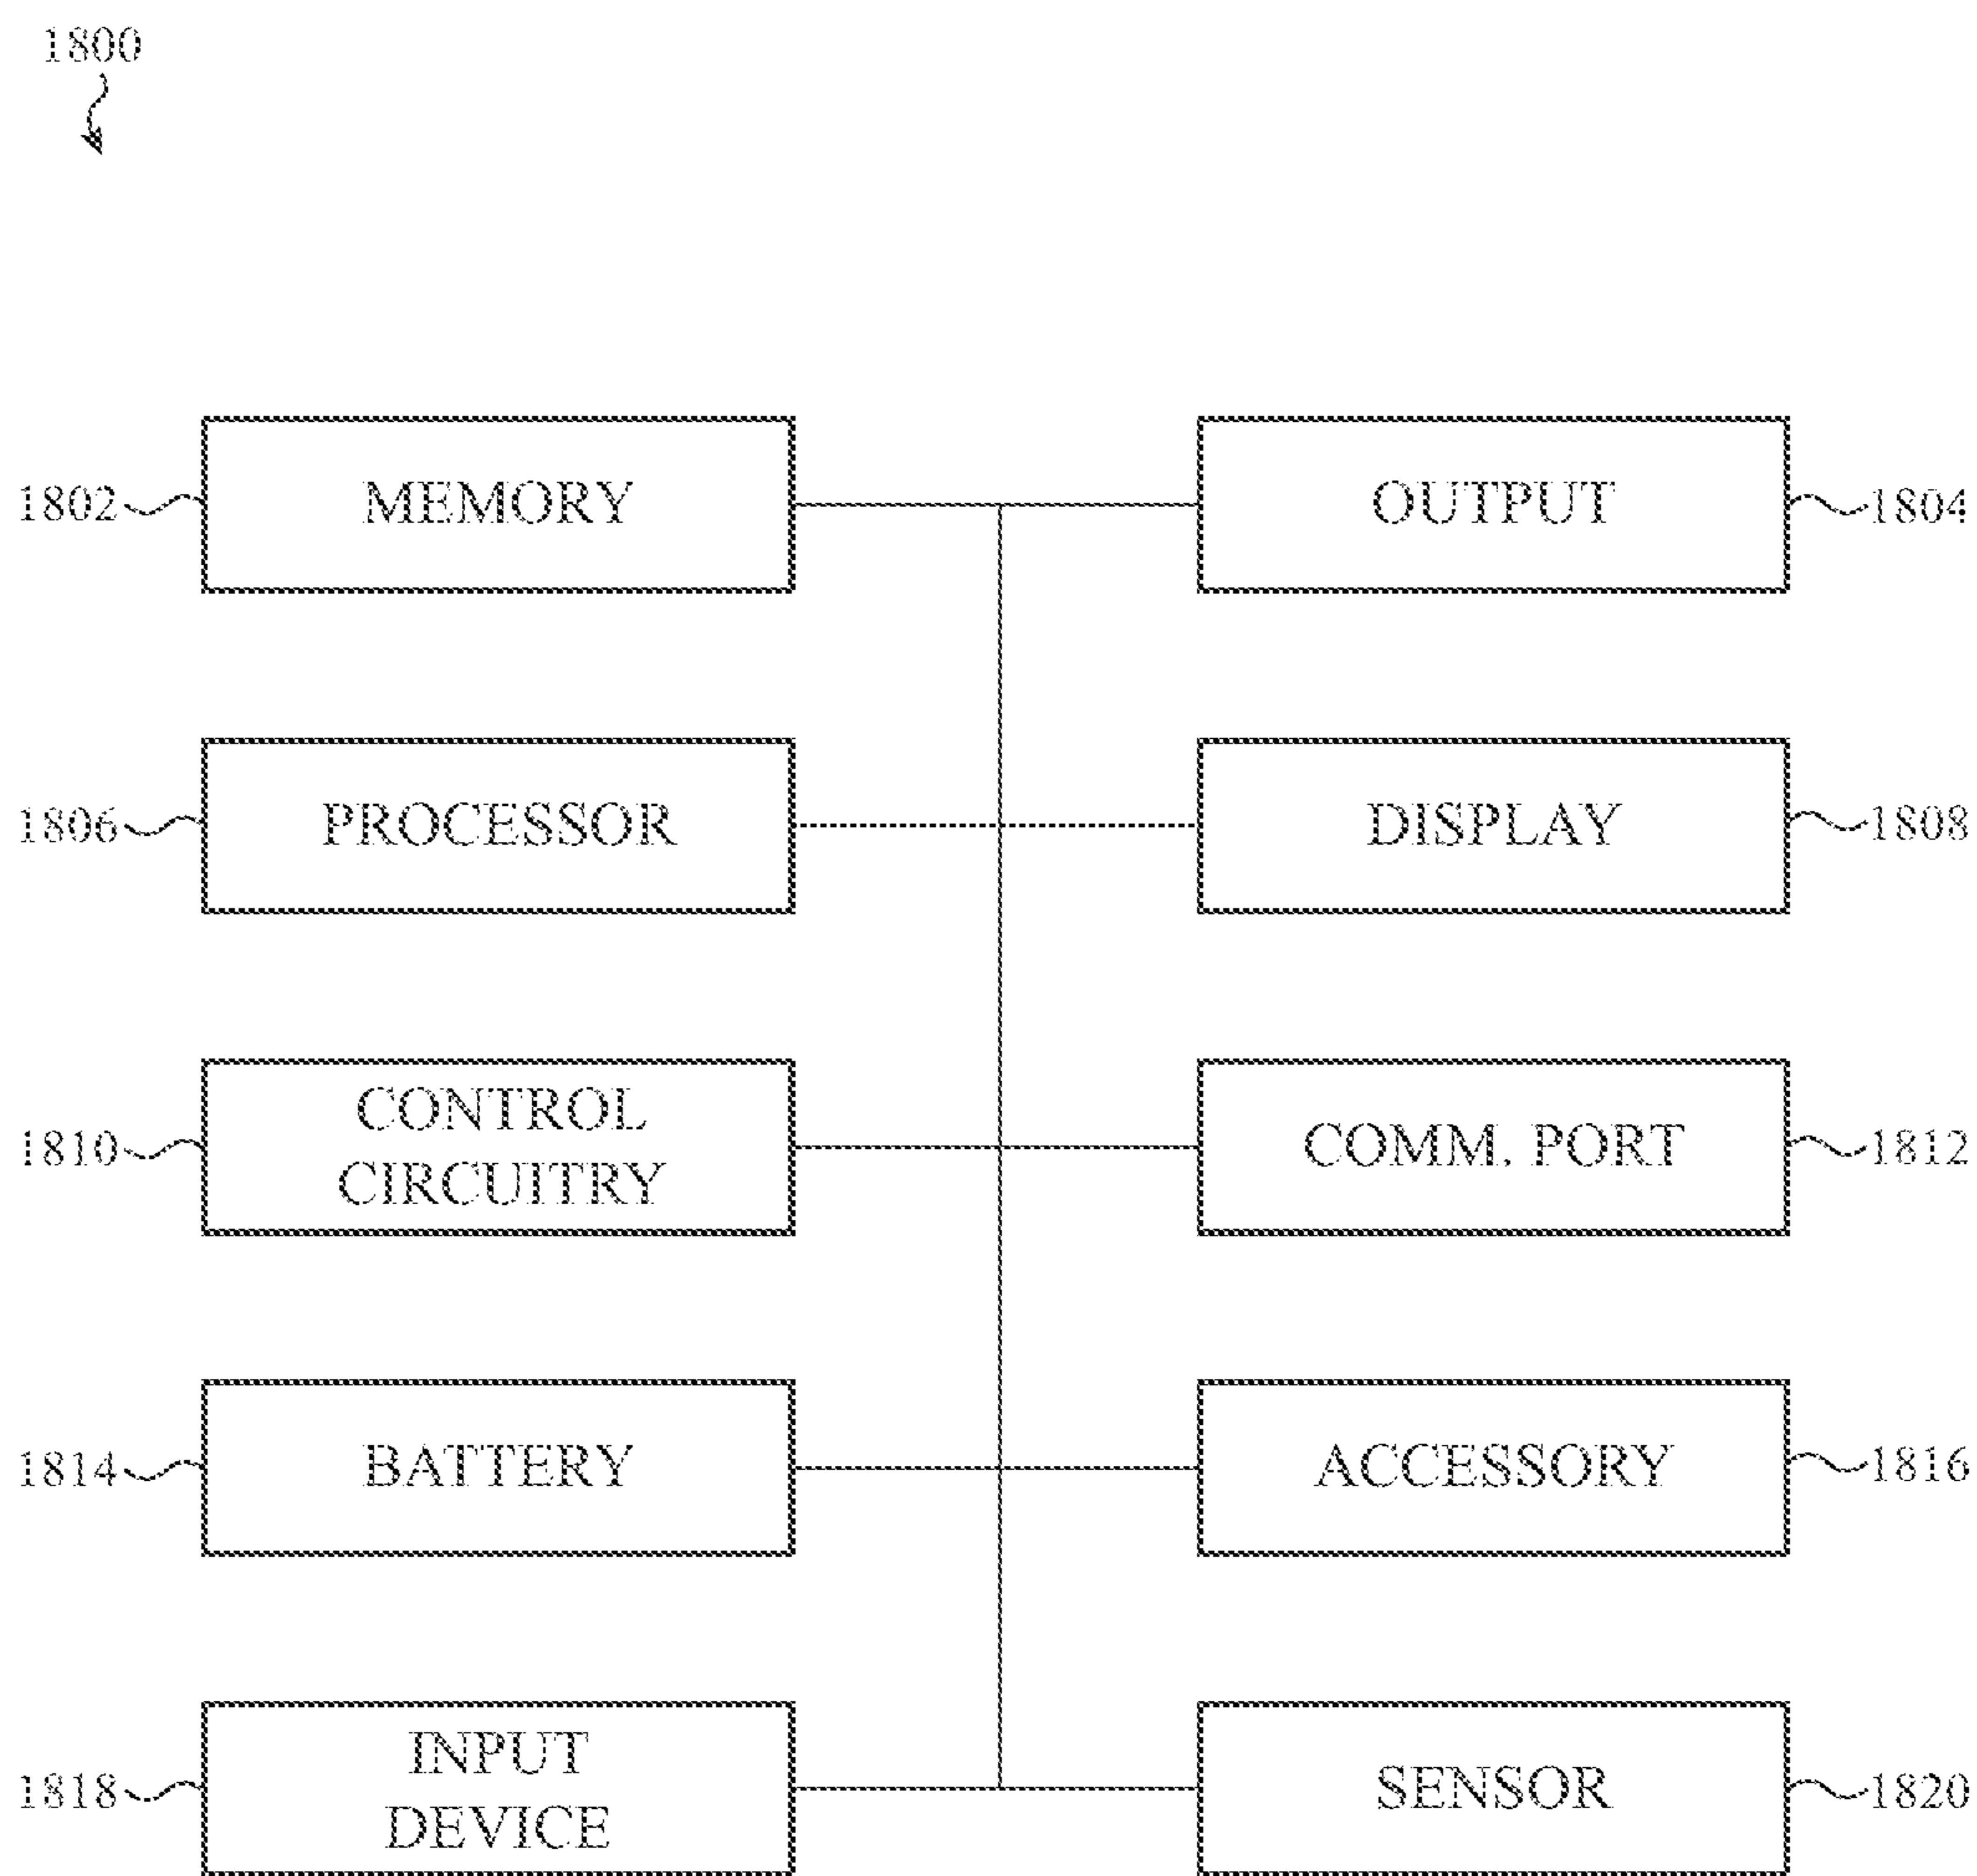 1800
1802
MEMORY
OUTPUT
1804
1806
PROCESSOR
DISPLAY
1808
1810
CONTROL
CIRCUITRY
COMM. PORT
1812
1814
BATTERY
ACCESSORY
1816
1818
INPUT
DEVICE
SENSOR
1820